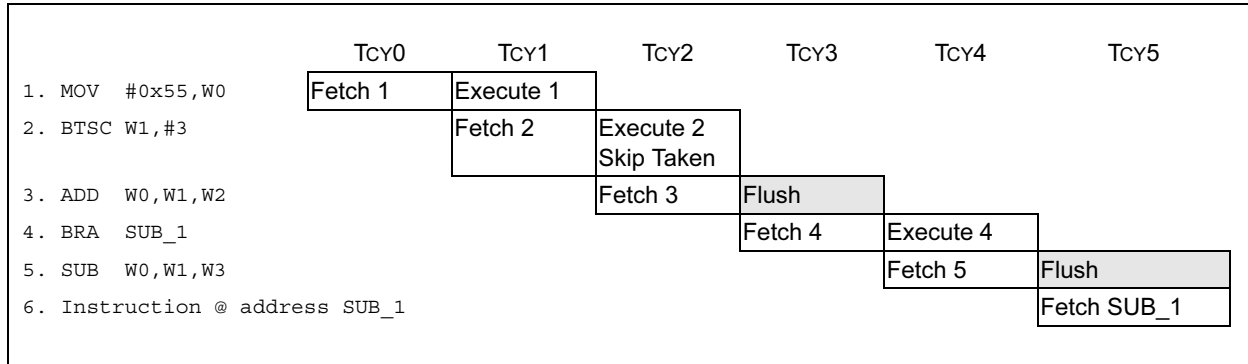 TCY0 TCY1 TCY2 TCY3 TCY4 TCY5
1. MOV #0x55,W0 Fetch 1 Execute 1
2. BTSC W1,#3 Fetch 2 Execute 2
Skip Taken
3. ADD W0,W1,W2 Fetch 3 Flush
4. BRA SUB_1 Fetch 4 Execute 4
5. SUB W0,W1,W3 Fetch 5 Flush
6. Instruction @ address SUB_1 Fetch SUB_1